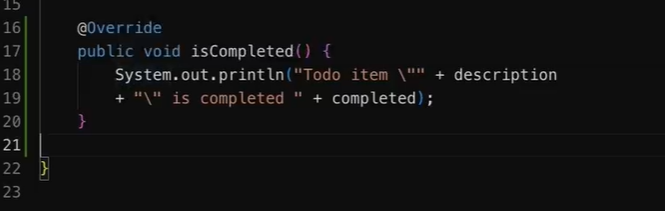 15
16 @Override
17 public void isCompleted() {
18 System.out.println("Todo item \"" + description
19 + "\" is completed " + completed);
20 }
21
22 }
23